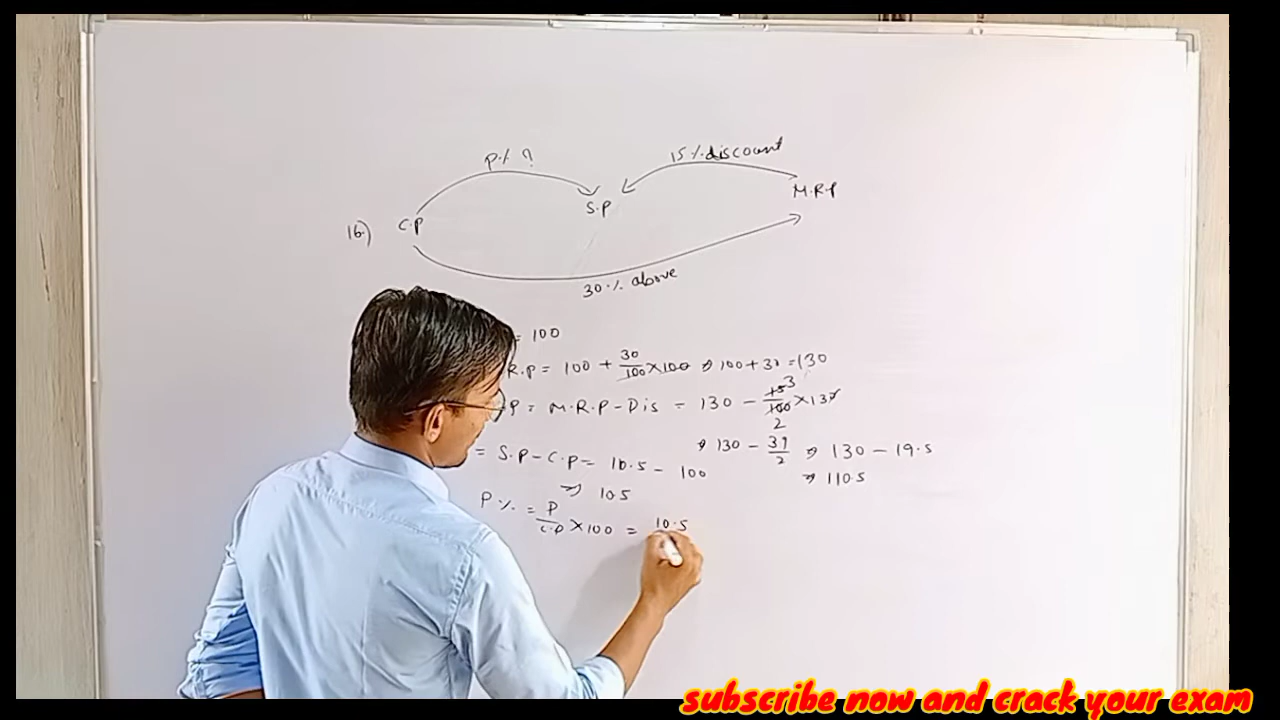 P.% ?
15 % discount
M.R.P
S.P
16.) C.P
30% above
= 100
R.P = 100 + 30/100 × 100 ⇒ 100 + 30 = 130
P = M.R.P - Dis - 130 - 15 3/100 2 × 130
= S.P - C.P = 10.5 - 100
⇒ 130 - 39/2 ⇒ 130 - 19.5
⇒ 10.5
⇒ 110.5
P % = P/C.P × 100 = 10.5
subscribe now and crack your exam